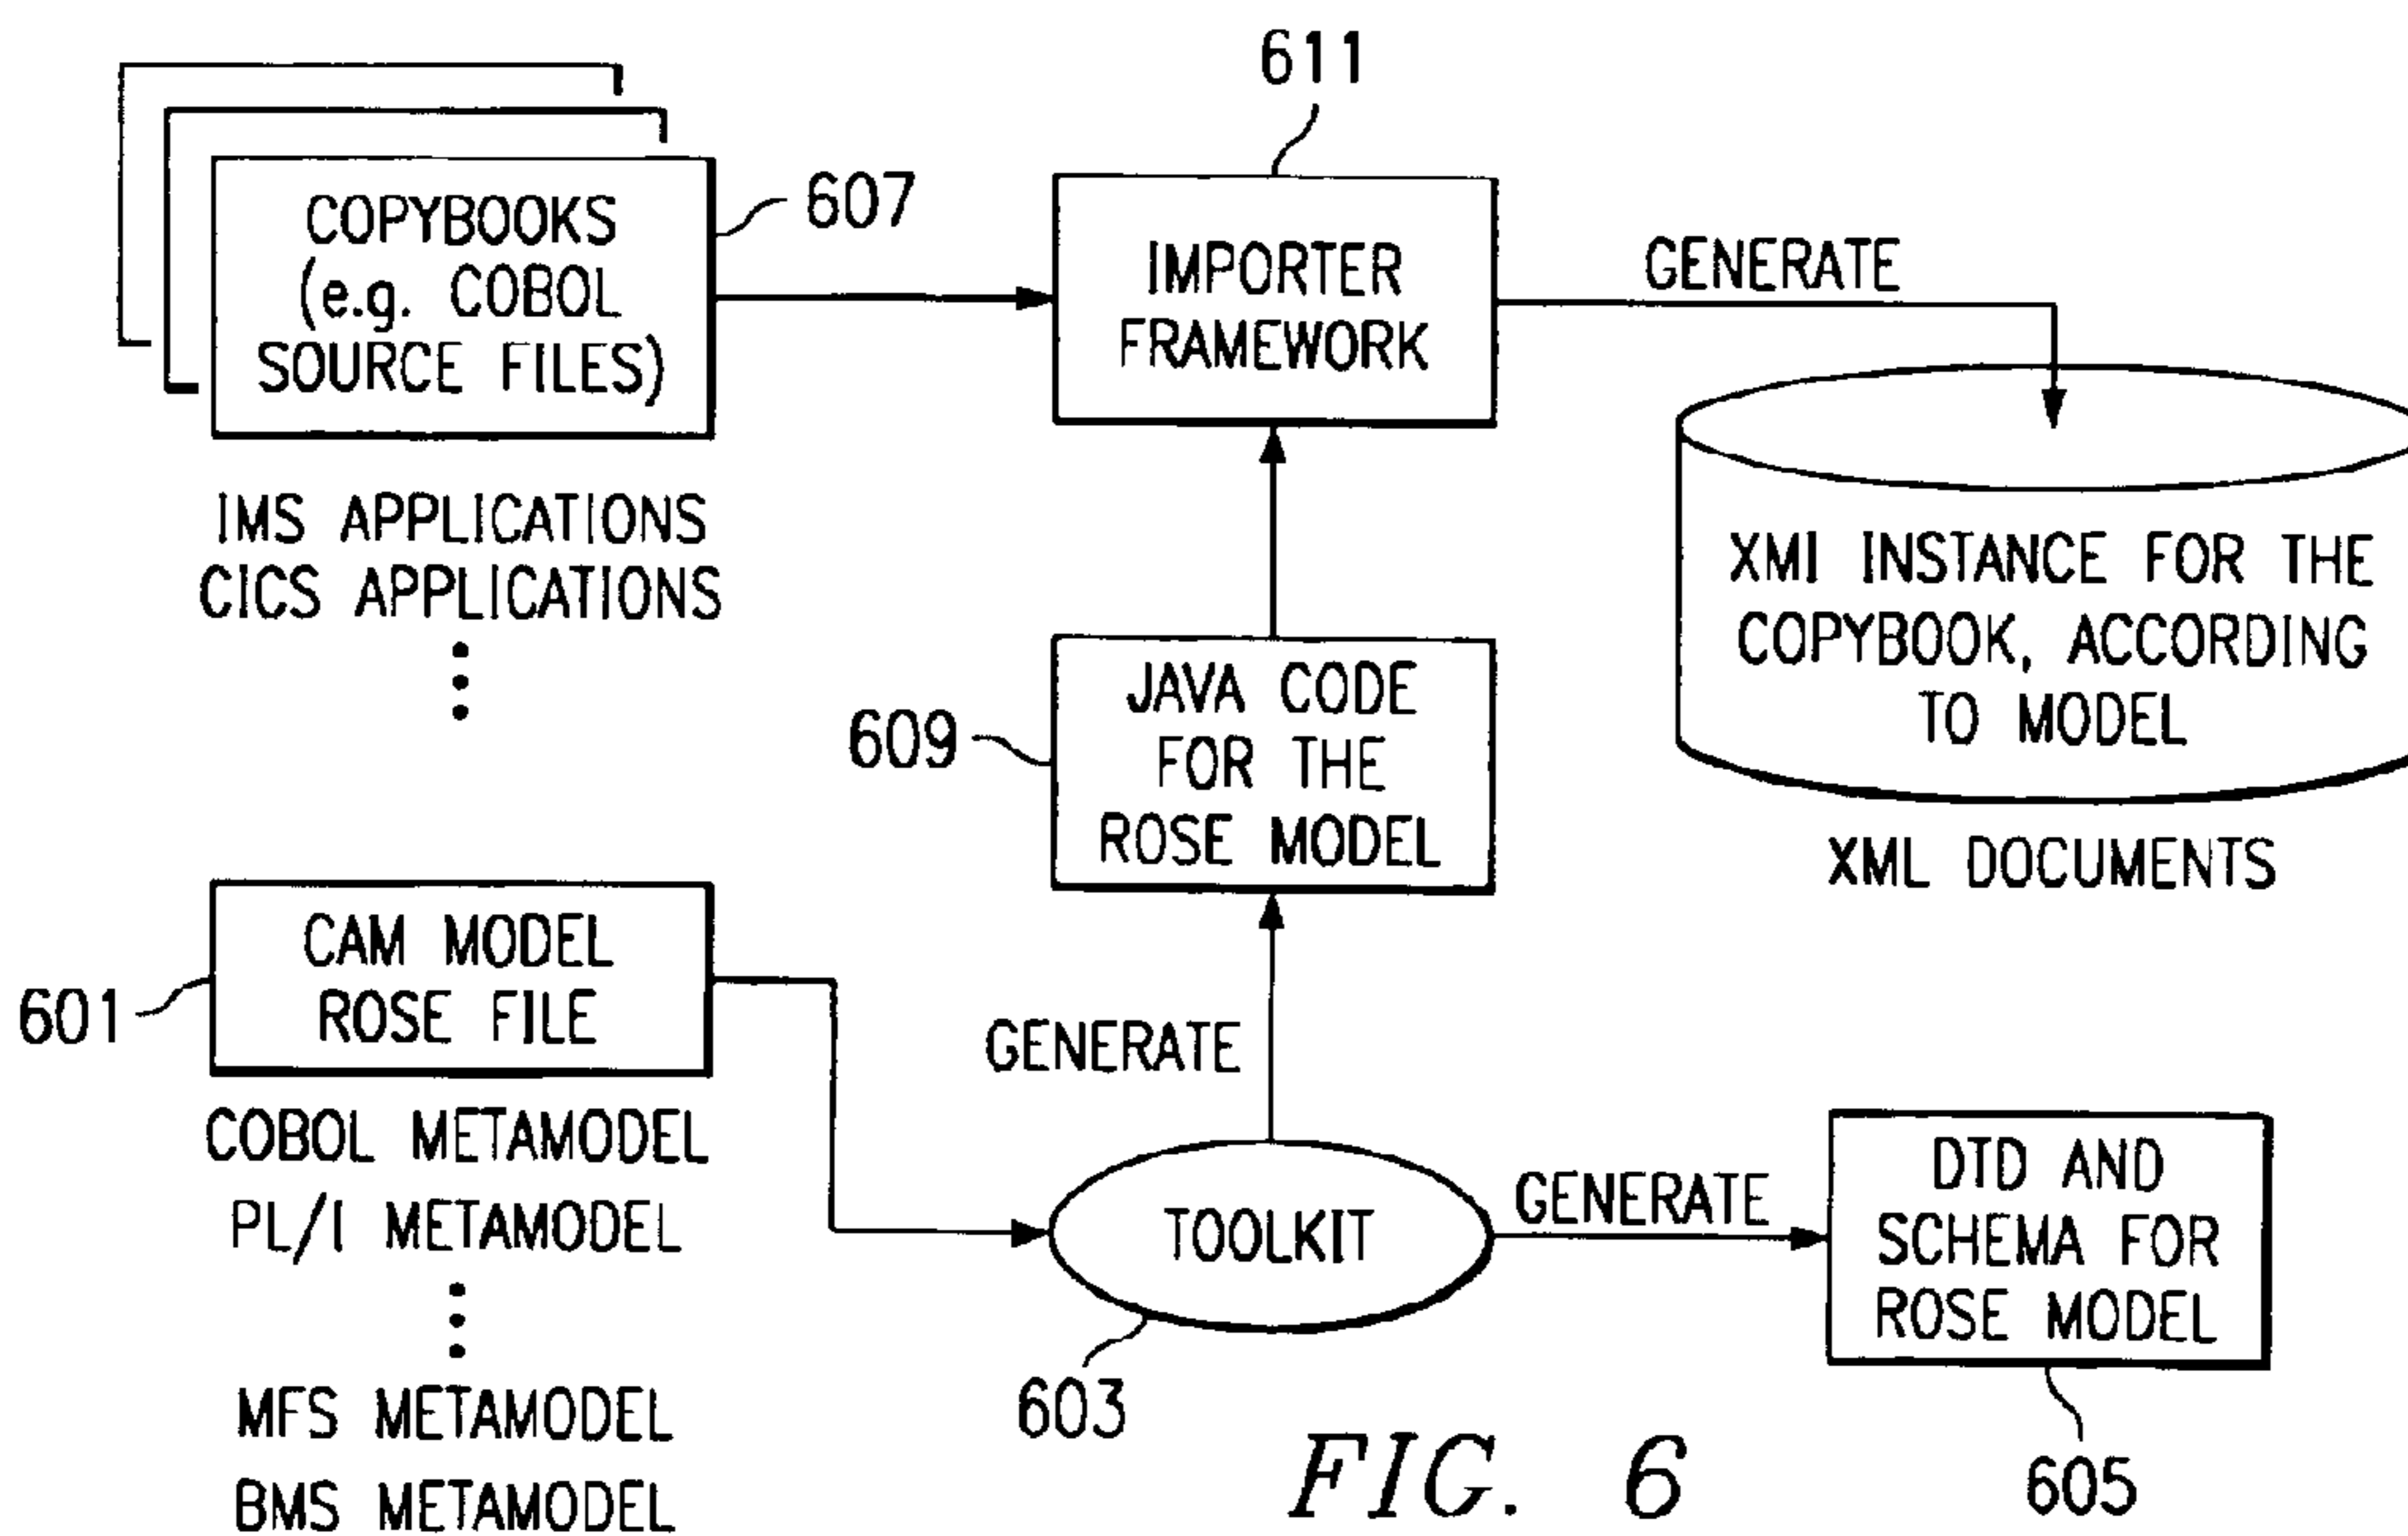 611
COPYBOOKS
(e.g. COBOL
SOURCE FILES)
607
IMPORTER
FRAMEWORK
GENERATE
IMS APPLICATIONS
CICS APPLICATIONS
XMI INSTANCE FOR THE
COPYBOOK, ACCORDING
TO MODEL
XML DOCUMENTS
609
JAVA CODE
FOR THE
ROSE MODEL
601
CAM MODEL
ROSE FILE
COBOL METAMODEL
PL/I METAMODEL
MFS METAMODEL
BMS METAMODEL
GENERATE
TOOLKIT
603
GENERATE
DTD AND
SCHEMA FOR
ROSE MODEL
605
FIG. 6